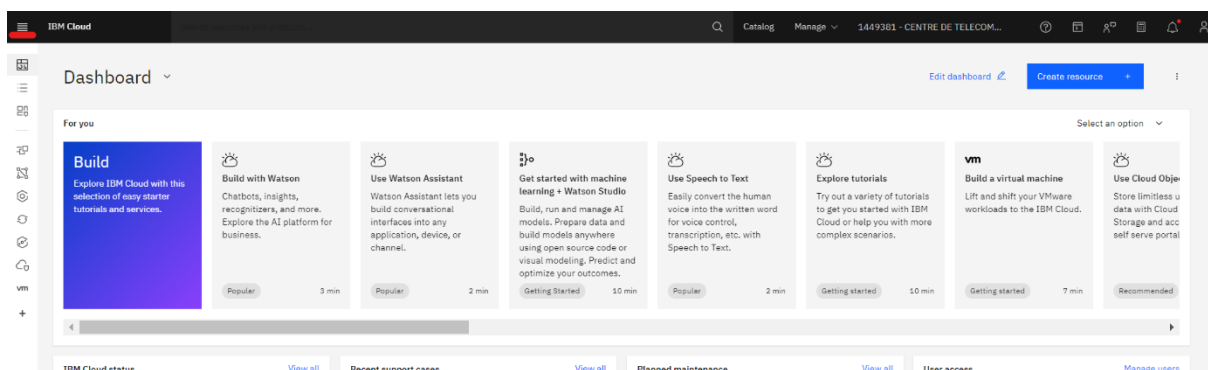 IBM Cloud
Catalog
Manage
1449381 - CENTRE DE TELECOM...
Dashboard
Edit dashboard
Create resource +
For you
Select an option
Build
Explore IBM Cloud with this
selection of easy starter
tutorials and services.
Build with Watson
Chatbots, insights,
recognitizers, and more.
Explore the AI platform for
business.
Popular
3 min
Use Watson Assistant
Watson Assistant lets you
build conversational
interfaces into any
application, device, or
channel.
Popular
2 min
Get started with machine
learning + Watson Studio
Build, run and manage AI
models. Prepare data and
build models anywhere
using open source code or
visual modeling. Predict and
optimize your outcomes.
Getting Started
10 min
Use Speech to Text
Easily convert the human
voice into the written word
for voice control,
transcription, etc. with
Speech to Text.
Popular
2 min
Explore tutorials
Try out a variety of tutorials
to get you started with IBM
Cloud or help you with more
complex scenarios.
Getting started
10 min
vm
Build a virtual machine
Lift and shift your VMware
workloads to the IBM Cloud.
Getting started
7 min
Use Cloud Obje
Store limitless u
data with Cloud
Storage and acc
self serve portal
Recommended
vm
IBM Cloud status
View all
Recent support cases
View all
Planned maintenance
View all
User access
Manage users